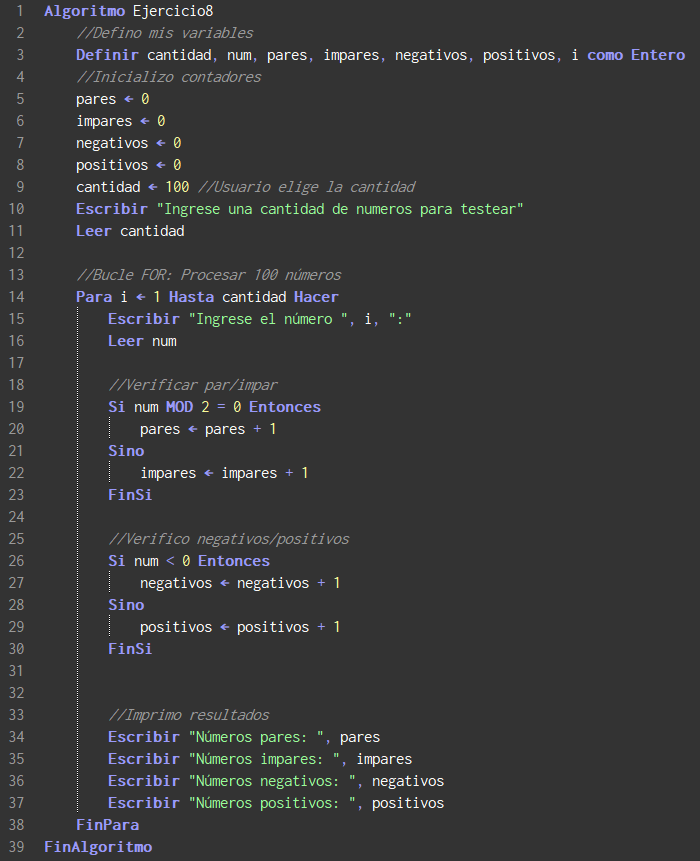 1 Algoritmo Ejercicio8
2 //Defino mis variables
3 Definir cantidad, num, pares, impares, negativos, positivos, i como Entero
4 //Inicializo contadores
5 pares ← 0
6 impares ← 0
7 negativos ← 0
8 positivos ← 0
9 cantidad ← 100 //Usuario elige la cantidad
10 Escribir "Ingrese una cantidad de numeros para testear"
11 Leer cantidad
12
13 //Bucle FOR: Procesar 100 números
14 Para i ← 1 Hasta cantidad Hacer
15 Escribir "Ingrese el número ", i, ":"
16 Leer num
17
18 //Verificar par/impar
19 Si num MOD 2 = 0 Entonces
20 pares ← pares + 1
21 Sino
22 impares ← impares + 1
23 FinSi
24
25 //Verifico negativos/positivos
26 Si num < 0 Entonces
27 negativos ← negativos + 1
28 Sino
29 positivos ← positivos + 1
30 FinSi
31
32
33 //Imprimo resultados
34 Escribir "Números pares: ", pares
35 Escribir "Números impares: ", impares
36 Escribir "Números negativos: ", negativos
37 Escribir "Números positivos: ", positivos
38 FinPara
39 FinAlgoritmo